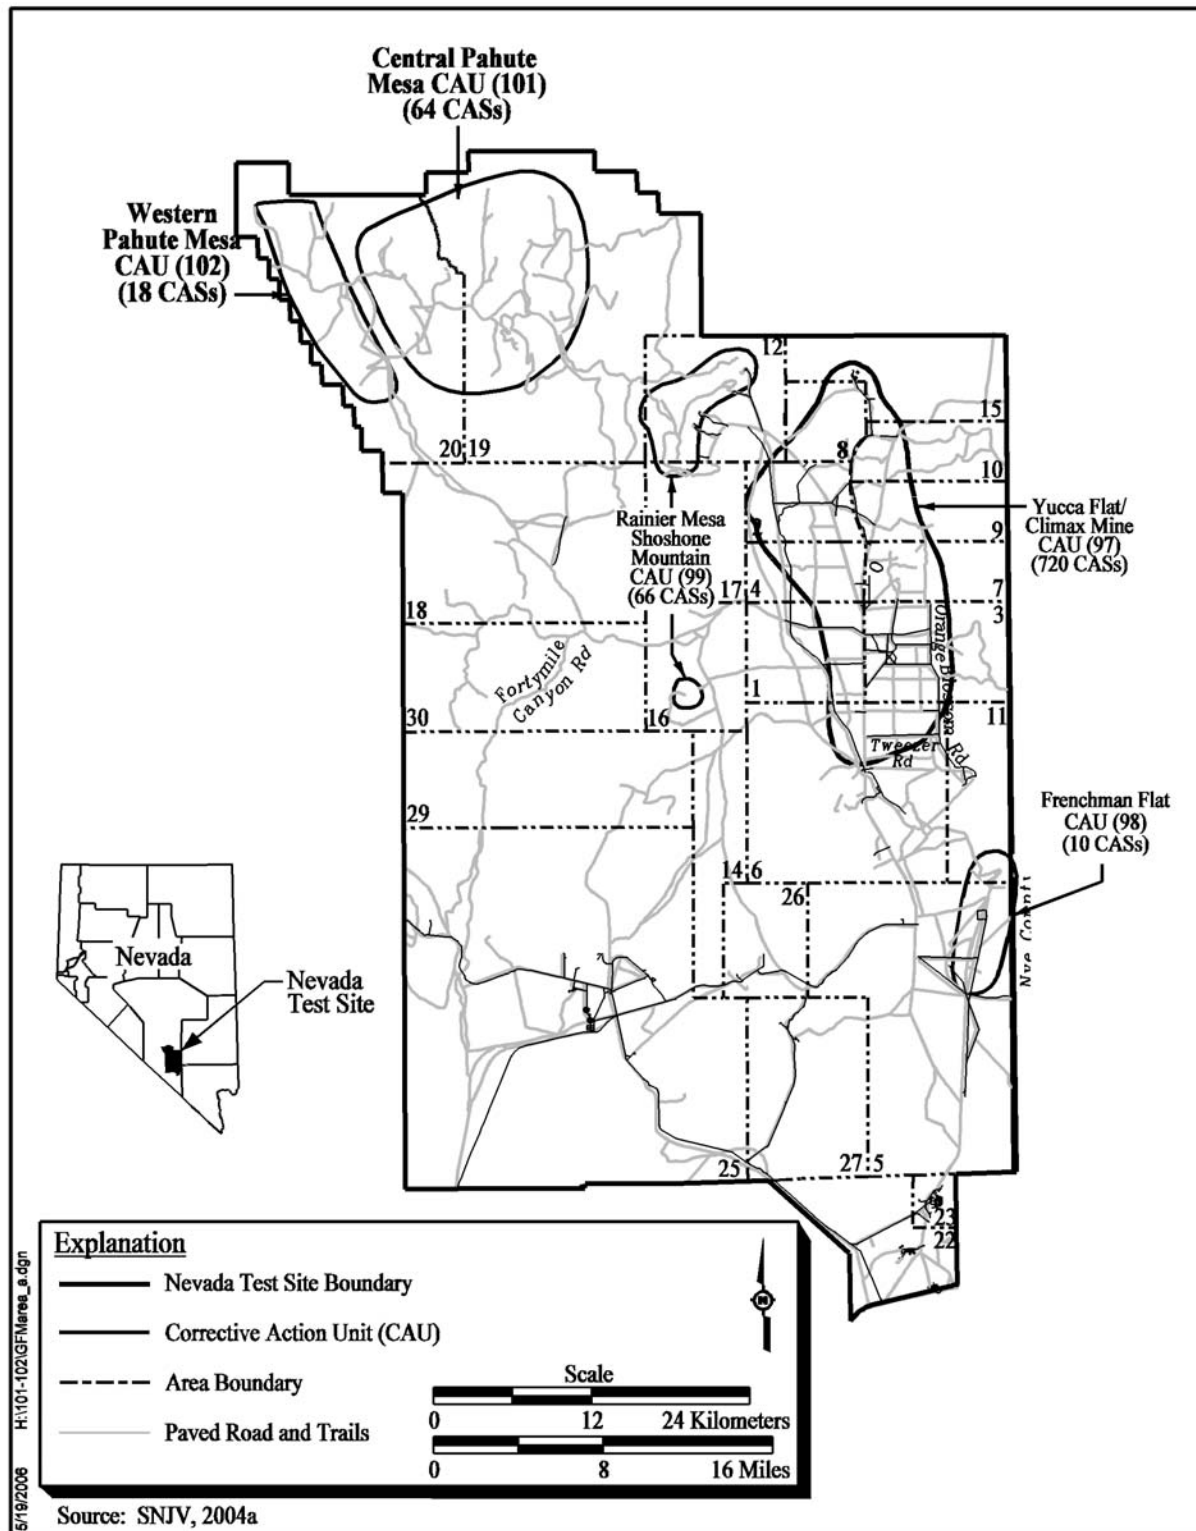 Central Pahute
Mesa CAU (101)
(64 CASs)
Western
Pahute Mesa
CAU (102)
(18 CASs)
12
15
20 19
8
10
Rainier Mesa
Shoshone
Mountain
CAU (99)
(66 CASs)
2
9
Yucca Flat/
Climax Mine
CAU (97)
(720 CASs)
17 4
7
3
18
Orange Blossom Rd
Fortymile
Canyon Rd
30
16
1
11
Tweezer
Rd
29
Frenchman Flat
CAU (98)
(10 CASs)
14 6
26
Nye County
Nevada
Nevada
Test Site
25
27 5
23
22
Explanation
Nevada Test Site Boundary
Corrective Action Unit (CAU)
Area Boundary
Paved Road and Trails
N
Scale
0 12 24 Kilometers
0 8 16 Miles
Source: SNJV, 2004a
5/19/2006 H:\101-102\GFMarea_a.dgn